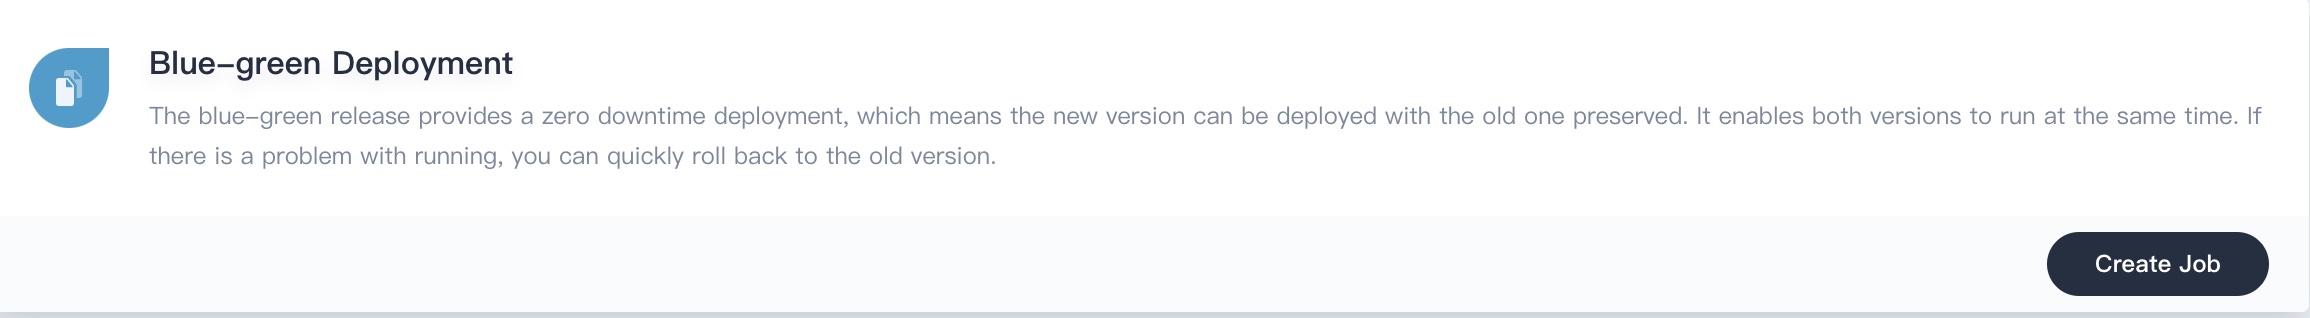 Blue-green Deployment
The blue-green release provides a zero downtime deployment, which means the new version can be deployed with the old one preserved. It enables both versions to run at the same time. If
there is a problem with running, you can quickly roll back to the old version.
Create Job